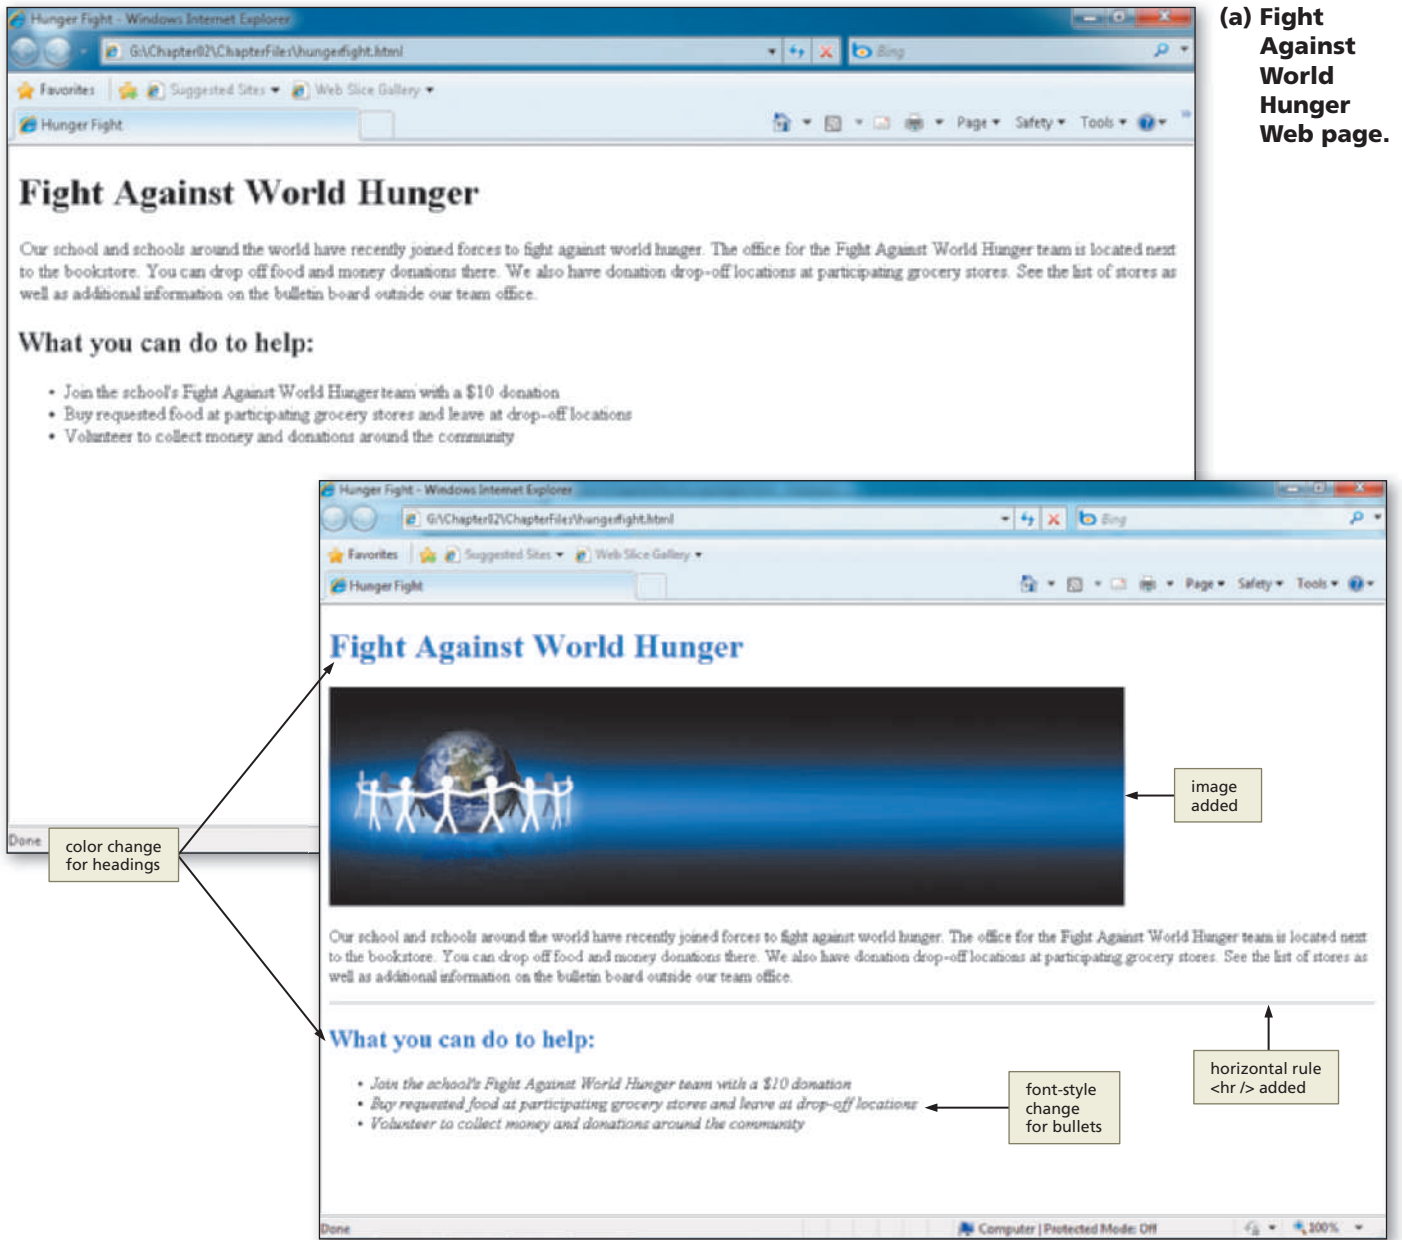 Hunger Fight - Windows Internet Explorer
G:\Chapter02\ChapterFiles\hungerfight.html
Bing
Favorites Suggested Sites Web Slice Gallery
Hunger Fight
Page Safety Tools
Fight Against World Hunger
Our school and schools around the world have recently joined forces to fight against world hunger. The office for the Fight Against World Hunger team is located next
to the bookstore. You can drop off food and money donations there. We also have donation drop-off locations at participating grocery stores. See the list of stores as
well as additional information on the bulletin board outside our team office.
What you can do to help:
• Join the school's Fight Against World Hunger team with a $10 donation
• Buy requested food at participating grocery stores and leave at drop-off locations
• Volunteer to collect money and donations around the community
Done
(a) Fight
Against
World
Hunger
Web page.
Hunger Fight - Windows Internet Explorer
G:\Chapter02\ChapterFiles\hungerfight.html
Bing
Favorites Suggested Sites Web Slice Gallery
Hunger Fight
Page Safety Tools
Fight Against World Hunger
image
added
color change
for headings
Our school and schools around the world have recently joined forces to fight against world hunger. The office for the Fight Against World Hunger team is located next
to the bookstore. You can drop off food and money donations there. We also have donation drop-off locations at participating grocery stores. See the list of stores as
well as additional information on the bulletin board outside our team office.
What you can do to help:
• Join the school's Fight Against World Hunger team with a $10 donation
• Buy requested food at participating grocery stores and leave at drop-off locations
• Volunteer to collect money and donations around the community
font-style
change
for bullets
horizontal rule
<hr /> added
Done
Computer | Protected Mode: Off
100%